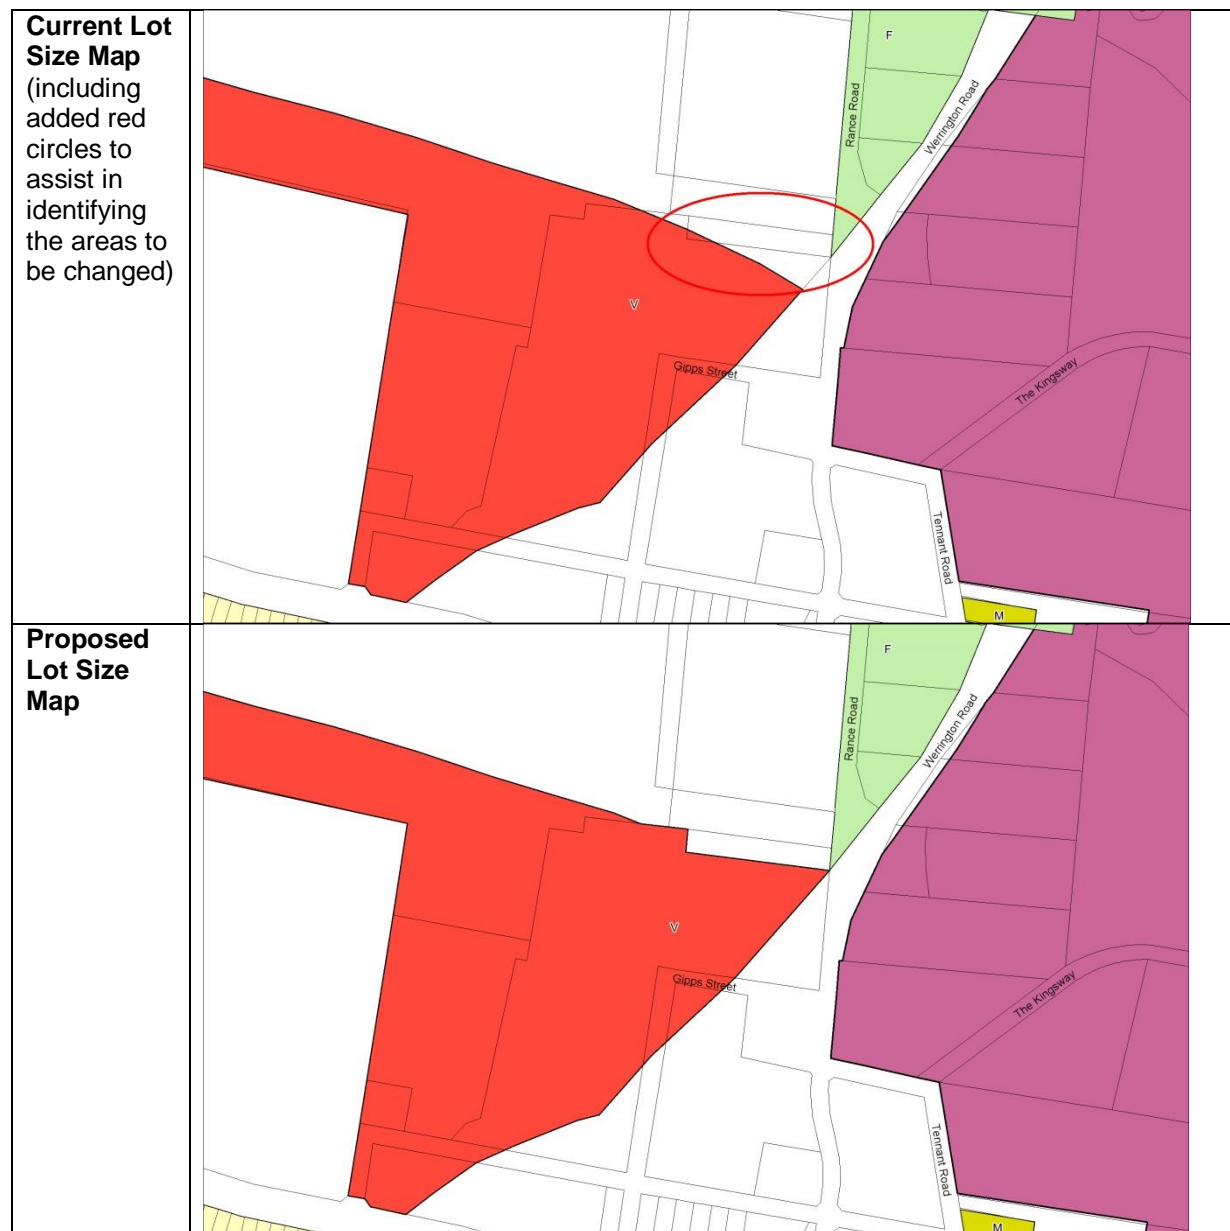 Current Lot
Size Map
(including
added red
circles to
assist in
identifying
the areas to
be changed)
F
Rance Road
Werrington Road
V
Gipps Street
The Kingsway
Tennant Road
M
Proposed
Lot Size
Map
F
Rance Road
Werrington Road
V
Gipps Street
The Kingsway
Tennant Road
M